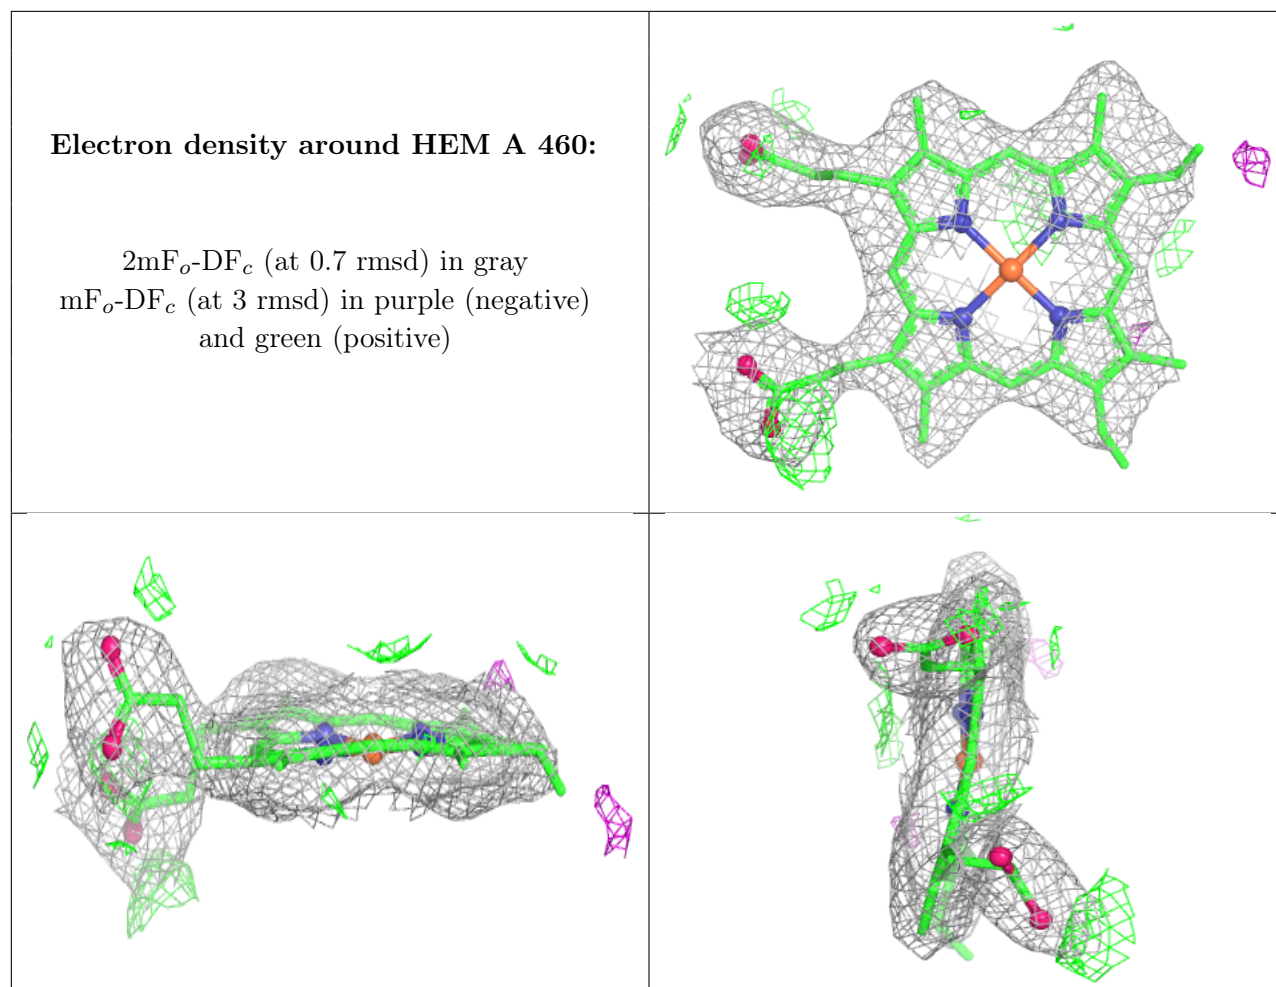 Electron density around HEM A 460:
2mFo-DFc (at 0.7 rmsd) in gray
mFo-DFc (at 3 rmsd) in purple (negative)
and green (positive)